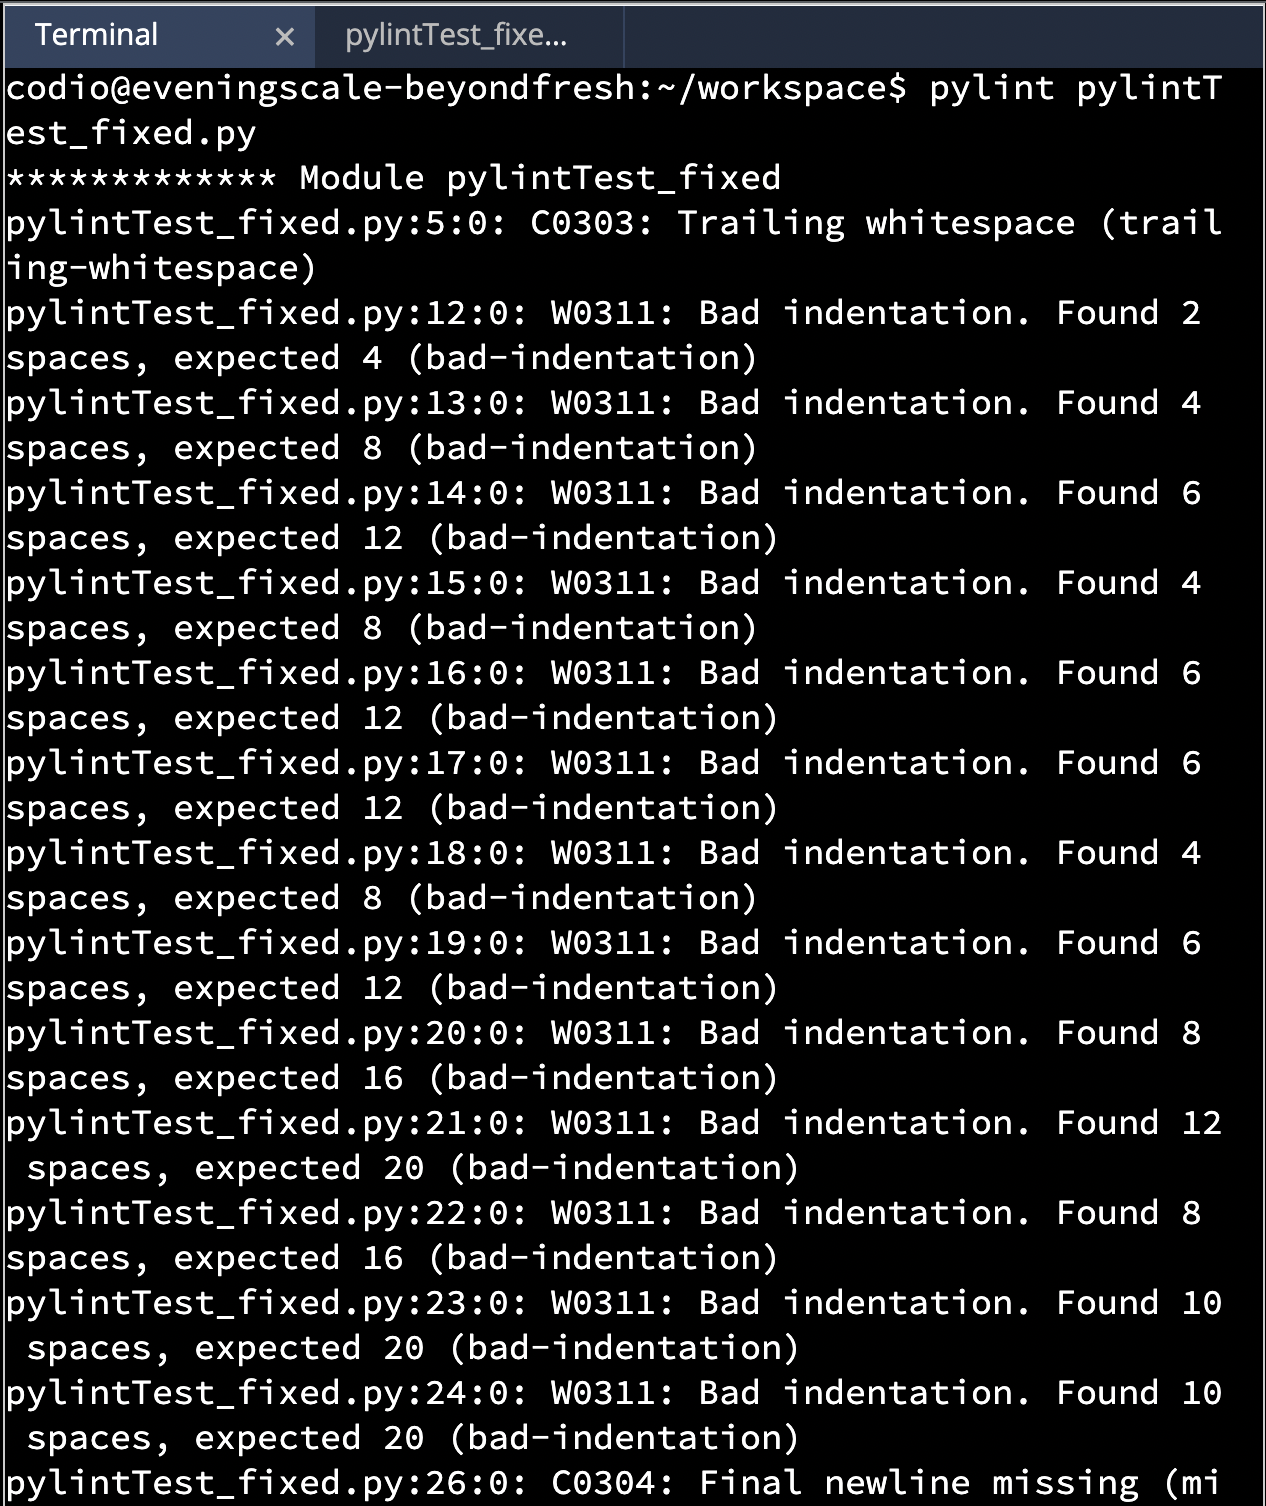 Terminal × pylintTest_fixe...
codio@eveningscale-beyondfresh:~/workspace$ pylint pylintT
est_fixed.py
************* Module pylintTest_fixed
pylintTest_fixed.py:5:0: C0303: Trailing whitespace (trail
ing-whitespace)
pylintTest_fixed.py:12:0: W0311: Bad indentation. Found 2
spaces, expected 4 (bad-indentation)
pylintTest_fixed.py:13:0: W0311: Bad indentation. Found 4
spaces, expected 8 (bad-indentation)
pylintTest_fixed.py:14:0: W0311: Bad indentation. Found 6
spaces, expected 12 (bad-indentation)
pylintTest_fixed.py:15:0: W0311: Bad indentation. Found 4
spaces, expected 8 (bad-indentation)
pylintTest_fixed.py:16:0: W0311: Bad indentation. Found 6
spaces, expected 12 (bad-indentation)
pylintTest_fixed.py:17:0: W0311: Bad indentation. Found 6
spaces, expected 12 (bad-indentation)
pylintTest_fixed.py:18:0: W0311: Bad indentation. Found 4
spaces, expected 8 (bad-indentation)
pylintTest_fixed.py:19:0: W0311: Bad indentation. Found 6
spaces, expected 12 (bad-indentation)
pylintTest_fixed.py:20:0: W0311: Bad indentation. Found 8
spaces, expected 16 (bad-indentation)
pylintTest_fixed.py:21:0: W0311: Bad indentation. Found 12
 spaces, expected 20 (bad-indentation)
pylintTest_fixed.py:22:0: W0311: Bad indentation. Found 8
spaces, expected 16 (bad-indentation)
pylintTest_fixed.py:23:0: W0311: Bad indentation. Found 10
 spaces, expected 20 (bad-indentation)
pylintTest_fixed.py:24:0: W0311: Bad indentation. Found 10
 spaces, expected 20 (bad-indentation)
pylintTest_fixed.py:26:0: C0304: Final newline missing (mi